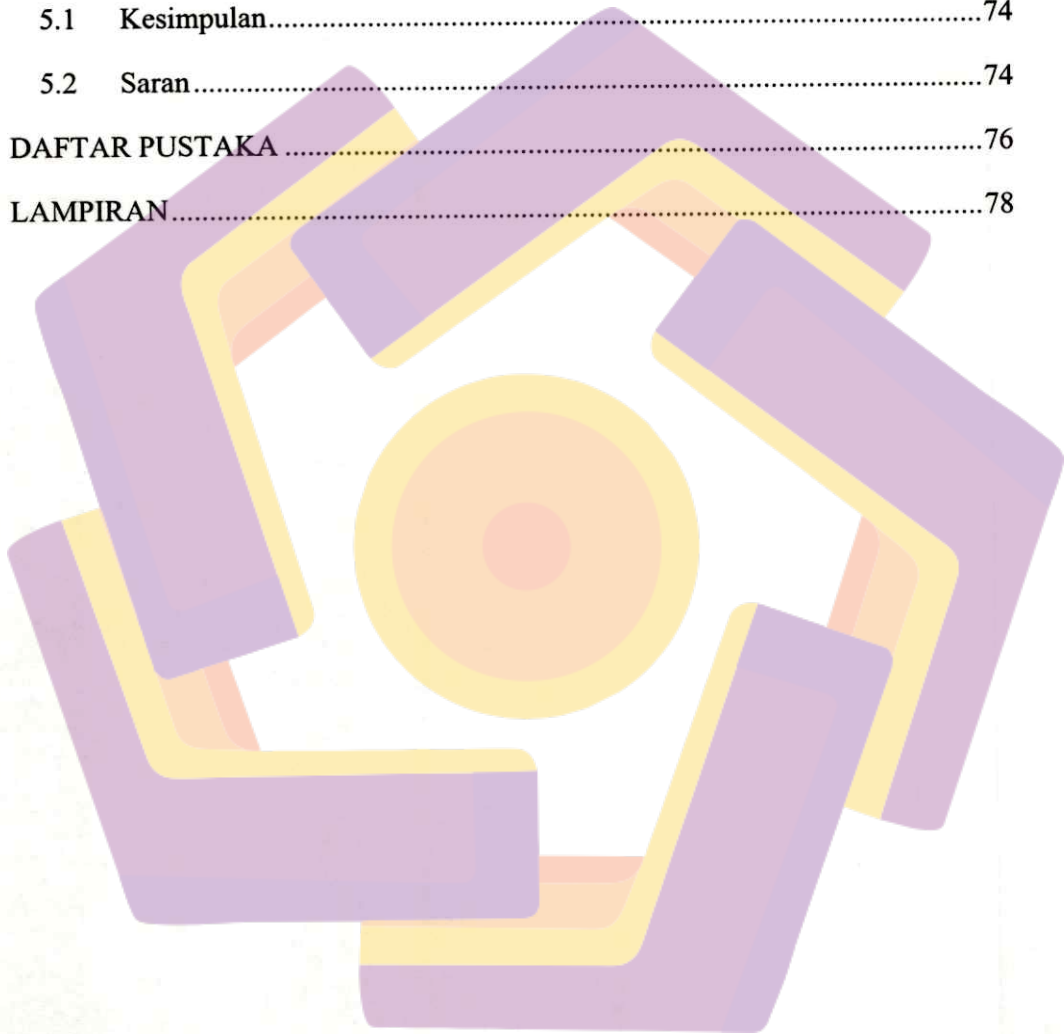 5.1 Kesimpulan....................................................................................................74
5.2 Saran...............................................................................................................74
DAFTAR PUSTAKA...................................................................................................76
LAMPIRAN...................................................................................................................78